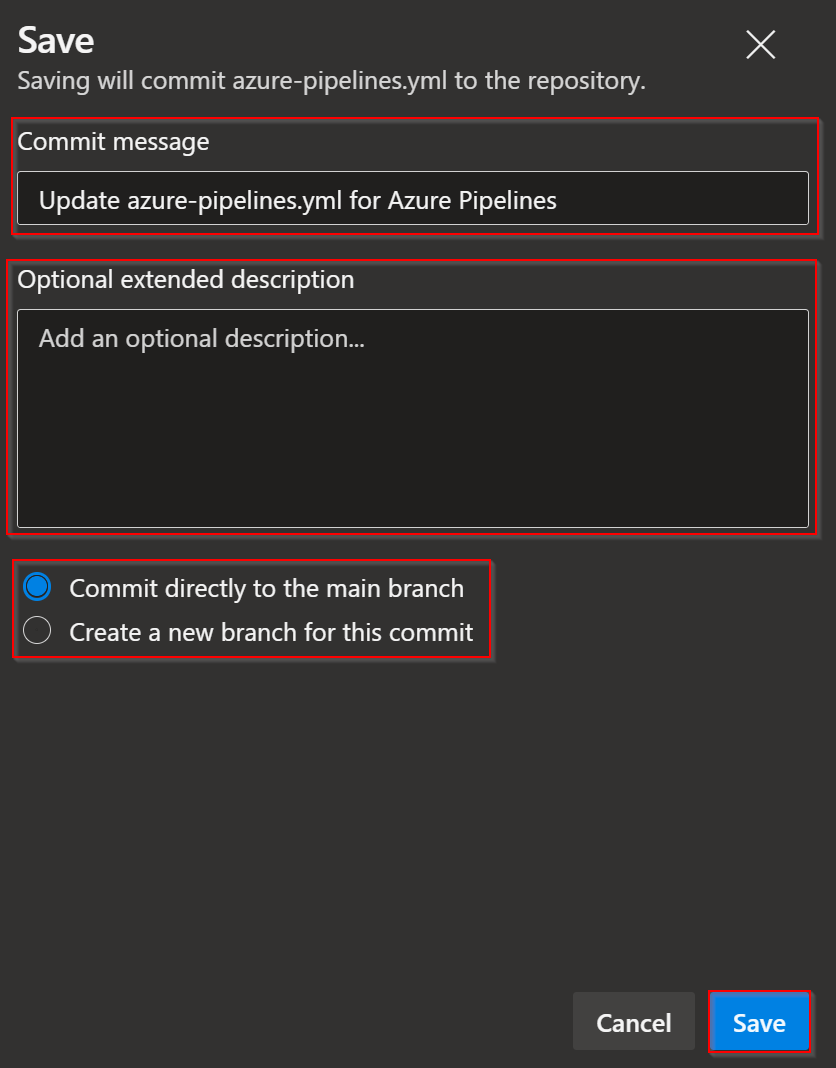 Save
Saving will commit azure-pipelines.yml to the repository.
Commit message
Update azure-pipelines.yml for Azure Pipelines
Optional extended description
Add an optional description...
Commit directly to the main branch
Create a new branch for this commit
Cancel
Save